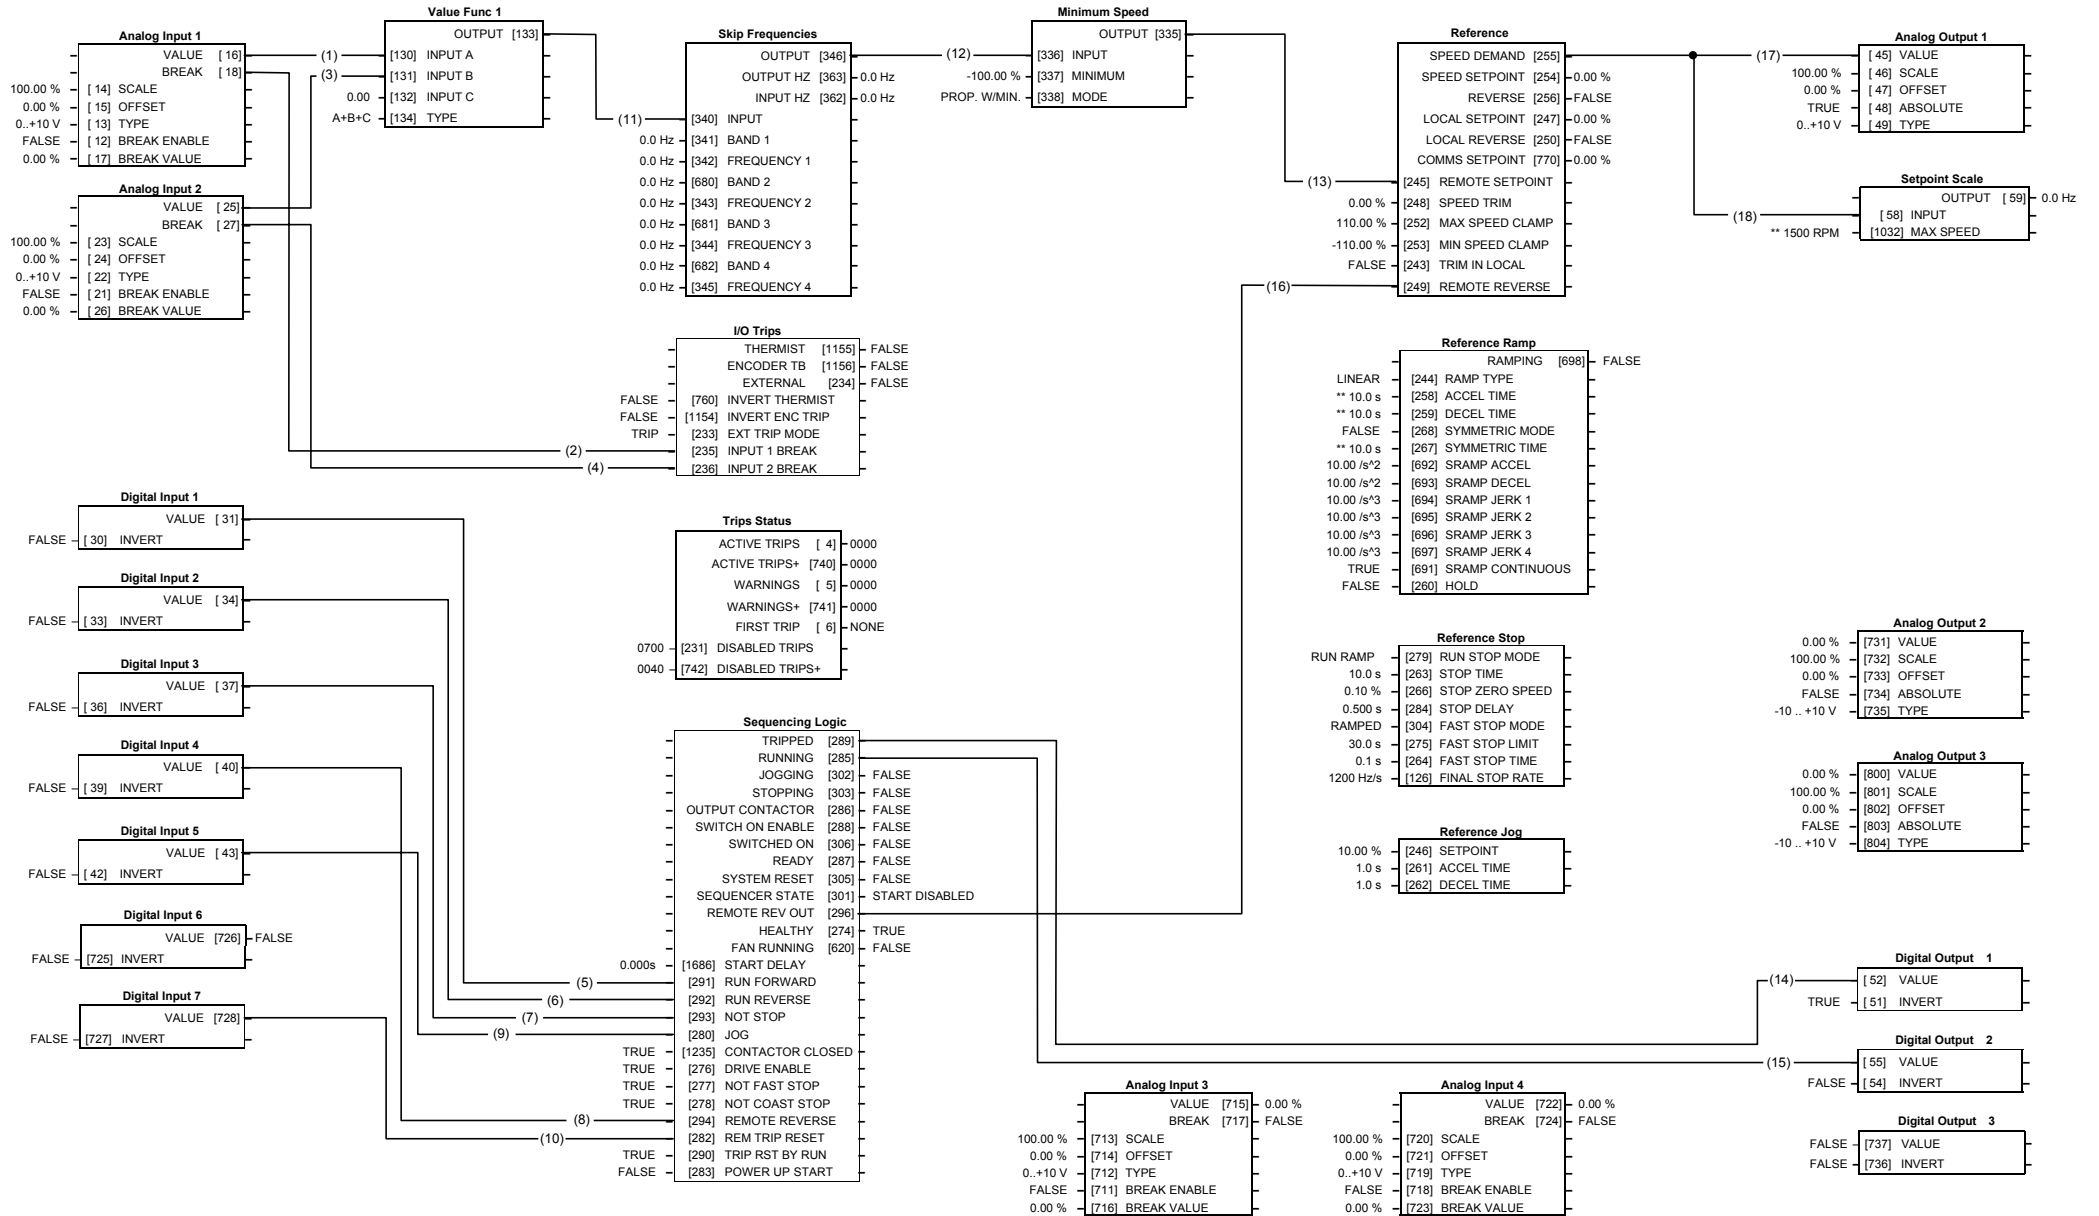 Analog Input 1
VALUE [ 16]
BREAK [ 18]
100.00 % [ 14] SCALE
0.00 % [ 15] OFFSET
0..+10 V [ 13] TYPE
FALSE [ 12] BREAK ENABLE
0.00 % [ 17] BREAK VALUE
Analog Input 2
VALUE [ 25]
BREAK [ 27]
100.00 % [ 23] SCALE
0.00 % [ 24] OFFSET
0..+10 V [ 22] TYPE
FALSE [ 21] BREAK ENABLE
0.00 % [ 26] BREAK VALUE
(1)
(3)
Value Func 1
OUTPUT [133]
[130] INPUT A
[131] INPUT B
0.00 [132] INPUT C
A+B+C [134] TYPE
(11)
Skip Frequencies
OUTPUT [346]
OUTPUT HZ [363] 0.0 Hz
INPUT HZ [362] 0.0 Hz
[340] INPUT
0.0 Hz [341] BAND 1
0.0 Hz [342] FREQUENCY 1
0.0 Hz [680] BAND 2
0.0 Hz [343] FREQUENCY 2
0.0 Hz [681] BAND 3
0.0 Hz [344] FREQUENCY 3
0.0 Hz [682] BAND 4
0.0 Hz [345] FREQUENCY 4
(12)
Minimum Speed
OUTPUT [335]
[336] INPUT
-100.00 % [337] MINIMUM
PROP. W/MIN. [338] MODE
(13)
(16)
Reference
SPEED DEMAND [255]
SPEED SETPOINT [254] 0.00 %
REVERSE [256] FALSE
LOCAL SETPOINT [247] 0.00 %
LOCAL REVERSE [250] FALSE
COMMS SETPOINT [770] 0.00 %
[245] REMOTE SETPOINT
0.00 % [248] SPEED TRIM
110.00 % [252] MAX SPEED CLAMP
-110.00 % [253] MIN SPEED CLAMP
FALSE [243] TRIM IN LOCAL
[249] REMOTE REVERSE
(17)
(18)
Analog Output 1
[ 45] VALUE
100.00 % [ 46] SCALE
0.00 % [ 47] OFFSET
TRUE [ 48] ABSOLUTE
0..+10 V [ 49] TYPE
Setpoint Scale
OUTPUT [ 59] 0.0 Hz
[ 58] INPUT
** 1500 RPM [1032] MAX SPEED
I/O Trips
THERMIST [1155] FALSE
ENCODER TB [1156] FALSE
EXTERNAL [234] FALSE
FALSE [760] INVERT THERMIST
FALSE [1154] INVERT ENC TRIP
TRIP [233] EXT TRIP MODE
(2) [235] INPUT 1 BREAK
(4) [236] INPUT 2 BREAK
Reference Ramp
RAMPING [698] FALSE
LINEAR [244] RAMP TYPE
** 10.0 s [258] ACCEL TIME
** 10.0 s [259] DECEL TIME
FALSE [268] SYMMETRIC MODE
** 10.0 s [267] SYMMETRIC TIME
10.00 /s^2 [692] SRAMP ACCEL
10.00 /s^2 [693] SRAMP DECEL
10.00 /s^3 [694] SRAMP JERK 1
10.00 /s^3 [695] SRAMP JERK 2
10.00 /s^3 [696] SRAMP JERK 3
10.00 /s^3 [697] SRAMP JERK 4
TRUE [691] SRAMP CONTINUOUS
FALSE [260] HOLD
Digital Input 1
VALUE [ 31]
FALSE [ 30] INVERT
Digital Input 2
VALUE [ 34]
FALSE [ 33] INVERT
Digital Input 3
VALUE [ 37]
FALSE [ 36] INVERT
Digital Input 4
VALUE [ 40]
FALSE [ 39] INVERT
Digital Input 5
VALUE [ 43]
FALSE [ 42] INVERT
Digital Input 6
VALUE [726] FALSE
FALSE [725] INVERT
Digital Input 7
VALUE [728]
FALSE [727] INVERT
Trips Status
ACTIVE TRIPS [ 4] 0000
ACTIVE TRIPS+ [740] 0000
WARNINGS [ 5] 0000
WARNINGS+ [741] 0000
FIRST TRIP [ 6] NONE
0700 [231] DISABLED TRIPS
0040 [742] DISABLED TRIPS+
Sequencing Logic
TRIPPED [289]
RUNNING [285]
JOGGING [302] FALSE
STOPPING [303] FALSE
OUTPUT CONTACTOR [286] FALSE
SWITCH ON ENABLE [288] FALSE
SWITCHED ON [306] FALSE
READY [287] FALSE
SYSTEM RESET [305] FALSE
SEQUENCER STATE [301] START DISABLED
REMOTE REV OUT [296]
HEALTHY [274] TRUE
FAN RUNNING [620] FALSE
0.000s [1686] START DELAY
(5) [291] RUN FORWARD
(6) [292] RUN REVERSE
(7) [293] NOT STOP
(9) [280] JOG
TRUE [1235] CONTACTOR CLOSED
TRUE [276] DRIVE ENABLE
TRUE [277] NOT FAST STOP
TRUE [278] NOT COAST STOP
(8) [294] REMOTE REVERSE
(10) [282] REM TRIP RESET
TRUE [290] TRIP RST BY RUN
FALSE [283] POWER UP START
Reference Stop
RUN RAMP [279] RUN STOP MODE
10.0 s [263] STOP TIME
0.10 % [266] STOP ZERO SPEED
0.500 s [284] STOP DELAY
RAMPED [304] FAST STOP MODE
30.0 s [275] FAST STOP LIMIT
0.1 s [264] FAST STOP TIME
1200 Hz/s [126] FINAL STOP RATE
Reference Jog
10.00 % [246] SETPOINT
1.0 s [261] ACCEL TIME
1.0 s [262] DECEL TIME
Analog Output 2
0.00 % [731] VALUE
100.00 % [732] SCALE
0.00 % [733] OFFSET
FALSE [734] ABSOLUTE
-10 .. +10 V [735] TYPE
Analog Output 3
0.00 % [800] VALUE
100.00 % [801] SCALE
0.00 % [802] OFFSET
FALSE [803] ABSOLUTE
-10 .. +10 V [804] TYPE
Digital Output 1
(14) [ 52] VALUE
TRUE [ 51] INVERT
Digital Output 2
(15) [ 55] VALUE
FALSE [ 54] INVERT
Digital Output 3
FALSE [737] VALUE
FALSE [736] INVERT
Analog Input 3
VALUE [715] 0.00 %
BREAK [717] FALSE
100.00 % [713] SCALE
0.00 % [714] OFFSET
0..+10 V [712] TYPE
FALSE [711] BREAK ENABLE
0.00 % [716] BREAK VALUE
Analog Input 4
VALUE [722] 0.00 %
BREAK [724] FALSE
100.00 % [720] SCALE
0.00 % [721] OFFSET
0..+10 V [719] TYPE
FALSE [718] BREAK ENABLE
0.00 % [723] BREAK VALUE